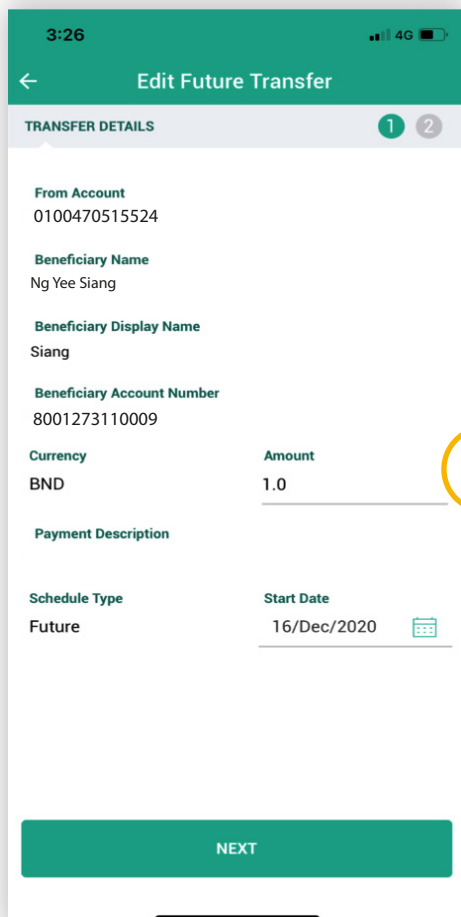 3:26 4G
Edit Future Transfer
TRANSFER DETAILS 1 2
From Account
0100470515524
Beneficiary Name
Ng Yee Siang
Beneficiary Display Name
Siang
Beneficiary Account Number
8001273110009
Currency Amount
BND 1.0
Payment Description
Schedule Type Start Date
Future 16/Dec/2020
NEXT